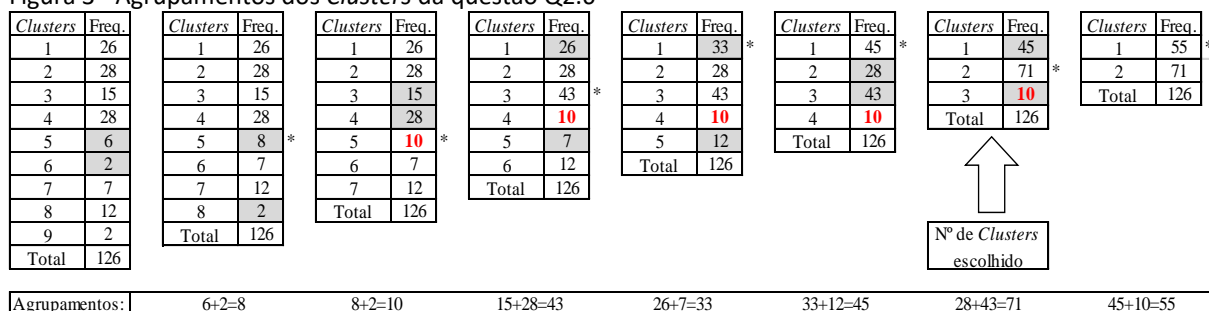 Figura 3 - Agrupamentos dos Clusters da questão Q2.6
Clusters Freq. Clusters Freq. Clusters Freq. Clusters Freq. Clusters Freq. Clusters Freq. Clusters Freq. Clusters Freq.
1 26 1 26 1 26 1 26 1 33 * 1 45 * 1 45 1 55 *
2 28 2 28 2 28 2 28 2 28 2 28 2 71 * 2 71
3 15 3 15 3 15 3 43 * 3 43 3 43 3 10 Total 126
4 28 4 28 4 28 4 10 4 10 4 10 Total 126
5 6 5 8 * 5 10 * 5 7 5 12 Total 126
6 2 6 7 6 7 6 12 Total 126
7 7 7 12 7 12 Total 126
8 12 8 2 Total 126
9 2 Total 126 Nº de Clusters
Total 126 escolhido
Agrupamentos: 6+2=8 8+2=10 15+28=43 26+7=33 33+12=45 28+43=71 45+10=55